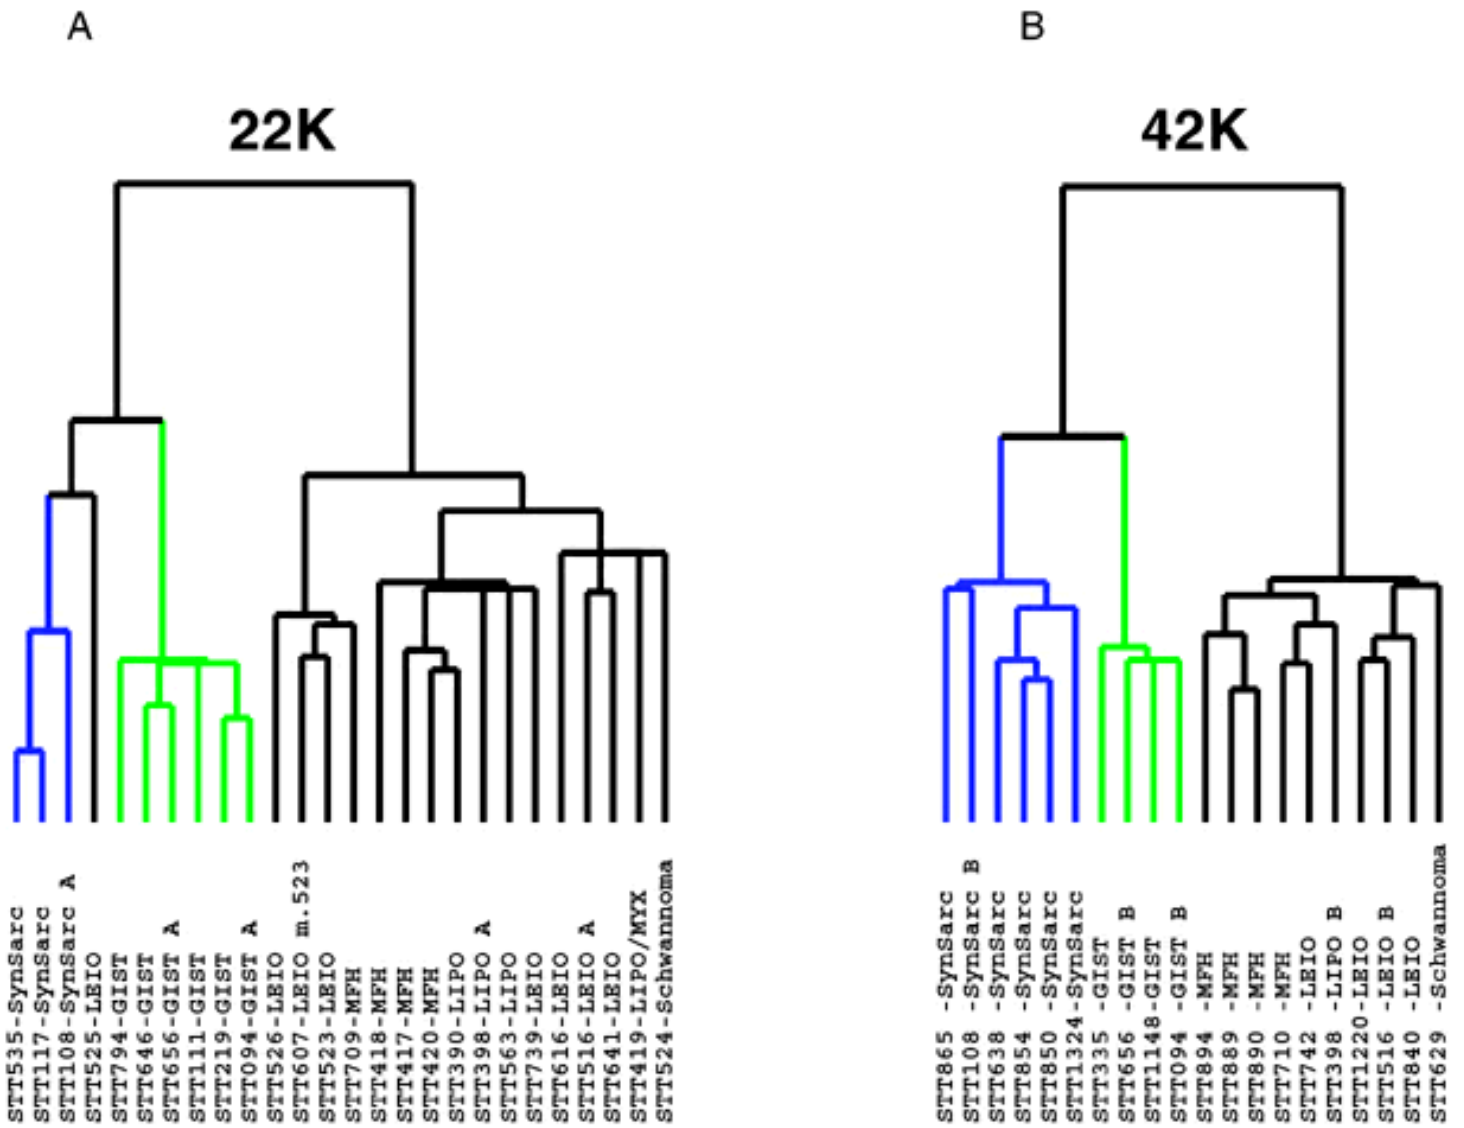 A
B
22K
42K
STT535-SynSarc
STT117-SynSarc
STT108-SynSarc A
STT525-LEIO
STT794-GIST
STT646-GIST
STT656-GIST A
STT111-GIST
STT219-GIST
STT094-GIST A
STT526-LEIO
STT607-LEIO m.523
STT523-LEIO
STT709-MFH
STT418-MFH
STT417-MFH
STT420-MFH
STT390-LIPO
STT398-LIPO A
STT563-LIPO
STT739-LEIO
STT616-LEIO
STT516-LEIO A
STT641-LEIO
STT419-LIPO/MYX
STT524-Schwannoma
STT865 -SynSarc
STT108 -SynSarc B
STT638 -SynSarc
STT854 -SynSarc
STT850 -SynSarc
STT1324-SynSarc
STT335 -GIST
STT656 -GIST B
STT1148-GIST
STT094 -GIST B
STT894 -MFH
STT889 -MFH
STT890 -MFH
STT710 -MFH
STT742 -LEIO
STT398 -LIPO B
STT1220-LEIO
STT516 -LEIO B
STT840 -LEIO
STT629 -Schwannoma